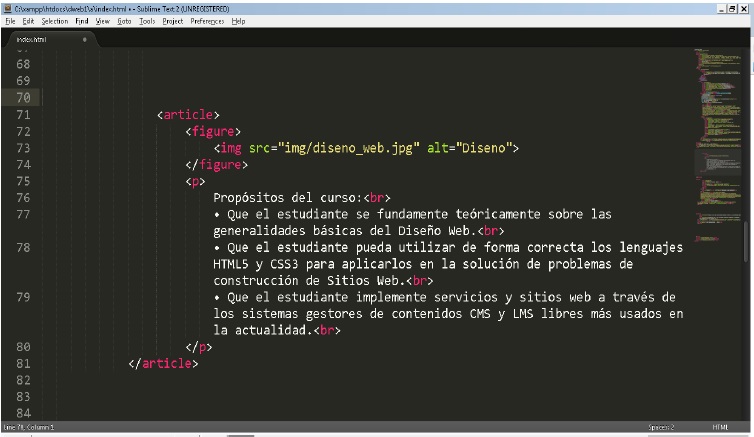 C:\xampp\htdocs\dweb1\a\index.html • - Sublime Text 2 (UNREGISTERED)
File Edit Selection Find View Goto Tools Project Preferences Help
index.html
67
68
69
70
71 <article>
72 <figure>
73 <img src="img/diseno_web.jpg" alt="Diseno">
74 </figure>
75 <p>
76 Propósitos del curso:<br>
77 • Que el estudiante se fundamente teóricamente sobre las
generalidades básicas del Diseño Web.<br>
78 • Que el estudiante pueda utilizar de forma correcta los lenguajes
HTML5 y CSS3 para aplicarlos en la solución de problemas de
construcción de Sitios Web.<br>
79 • Que el estudiante implemente servicios y sitios web a través de
los sistemas gestores de contenidos CMS y LMS libres más usados en
la actualidad.<br>
80 </p>
81 </article>
82
83
84
Line 70, Column 1
Spaces: 2 HTML